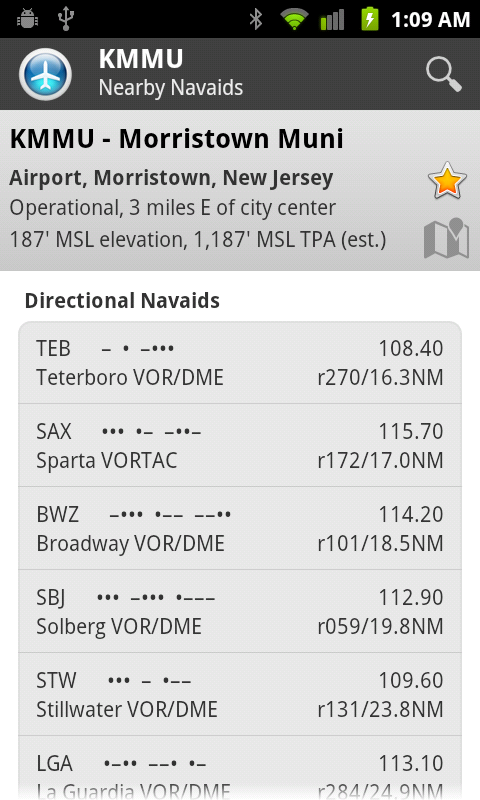 1:09 AM
KMMU
Nearby Navaids
KMMU - Morristown Muni
Airport, Morristown, New Jersey
Operational, 3 miles E of city center
187' MSL elevation, 1,187' MSL TPA (est.)
Directional Navaids
TEB – • –••• 108.40
Teterboro VOR/DME r270/16.3NM
SAX ••• •– –••– 115.70
Sparta VORTAC r172/17.0NM
BWZ –••• •–– ––•• 114.20
Broadway VOR/DME r101/18.5NM
SBJ ••• –••• •––– 112.90
Solberg VOR/DME r059/19.8NM
STW ••• – •–– 109.60
Stillwater VOR/DME r131/23.8NM
LGA •–•• ––• •– 113.10
La Guardia VOR/DME r284/24.9NM